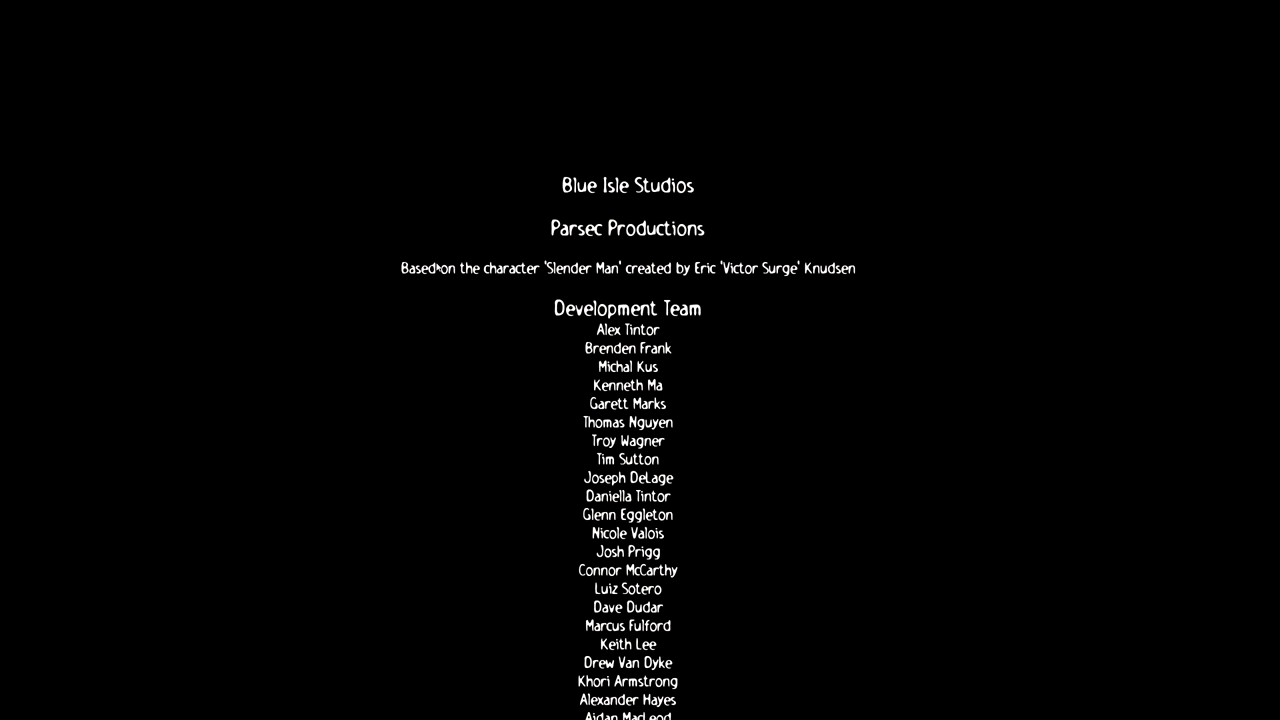 Blue Isle Studios
Parsec Productions
Based on the character 'Slender Man' created by Eric 'Victor Surge' Knudsen
Development Team
Alex Tintor
Brenden Frank
Michal Kus
Kenneth Ma
Garett Marks
Thomas Nguyen
Troy Wagner
Tim Sutton
Joseph DeLage
Daniella Tintor
Glenn Eggleton
Nicole Valois
Josh Prigg
Connor McCarthy
Luiz Sotero
Dave Dudar
Marcus Fulford
Keith Lee
Drew Van Dyke
Khori Armstrong
Alexander Hayes
Aidan MacLeod